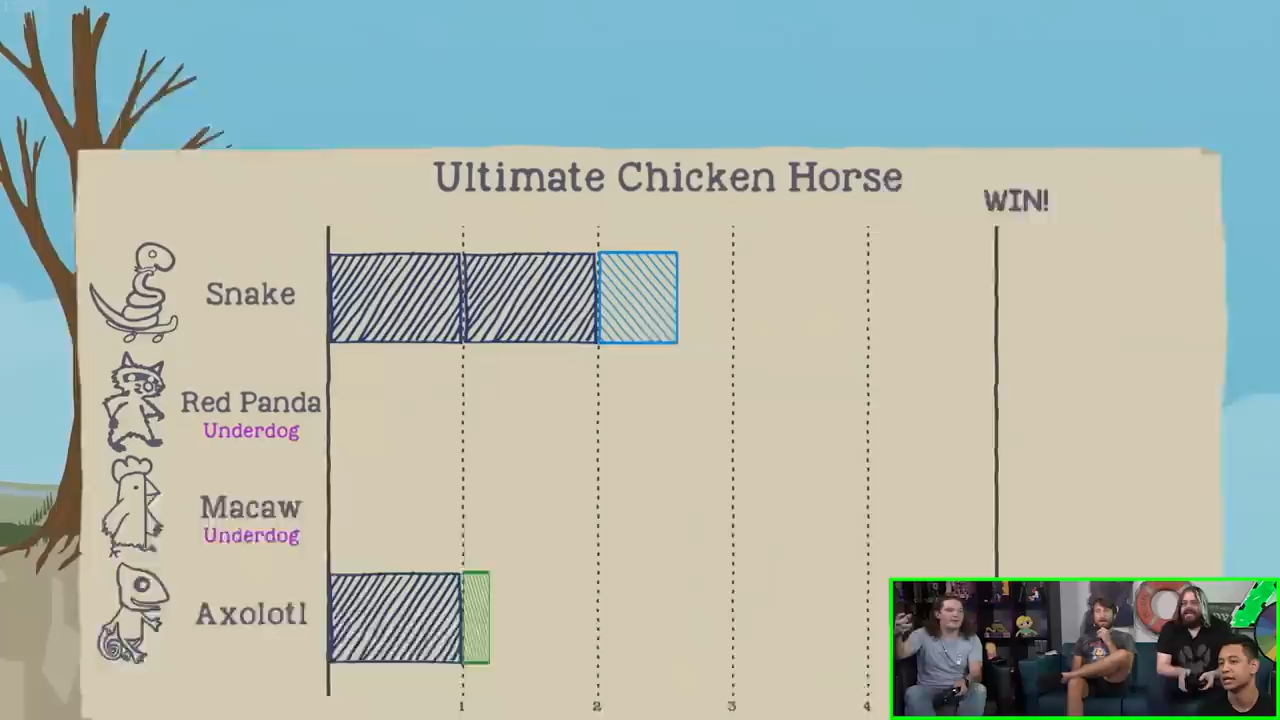 Ultimate Chicken Horse
WIN!
Snake
Red Panda
Underdog
Macaw
Underdog
Axolotl
1 2 3 4